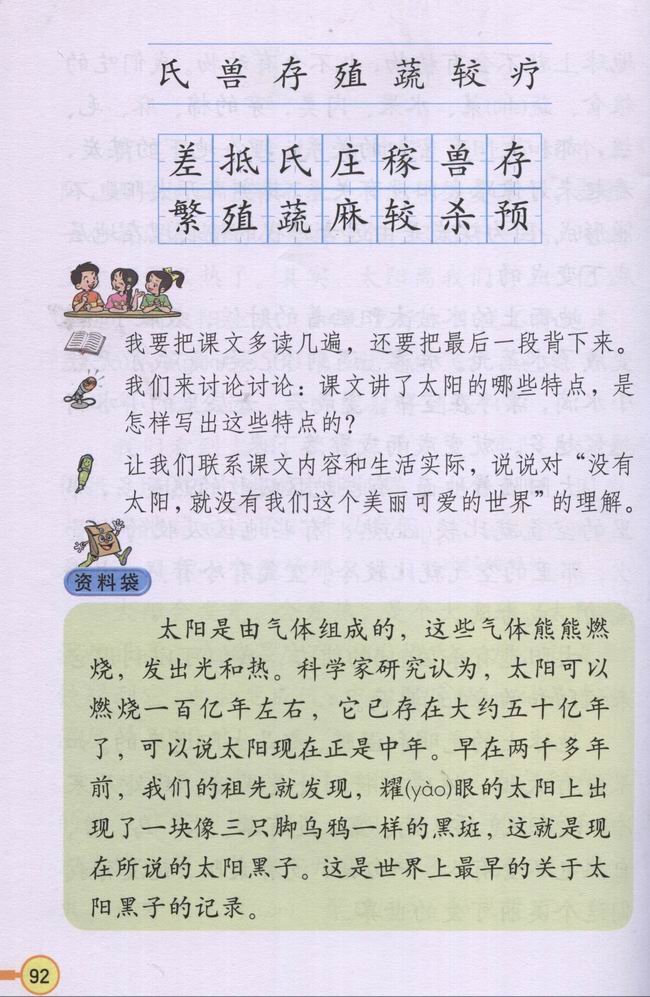 氏兽存殖蔬较疗
差抵氏庄稼兽存
繁殖蔬麻较杀预
我要把课文多读几遍，还要把最后一段背下来。
我们来讨论讨论：课文讲了太阳的哪些特点，是
怎样写出这些特点的？
让我们联系课文内容和生活实际，说说对“没有
太阳，就没有我们这个美丽可爱的世界”的理解。
资料袋
太阳是由气体组成的，这些气体熊熊燃
烧，发出光和热。科学家研究认为，太阳可以
燃烧一百亿年左右，它已存在大约五十亿年
了，可以说太阳现在正是中年。早在两千多年
前，我们的祖先就发现，耀(yào)眼的太阳上出
现了一块像三只脚乌鸦一样的黑斑，这就是现
在所说的太阳黑子。这是世界上最早的关于太
阳黑子的记录。
92